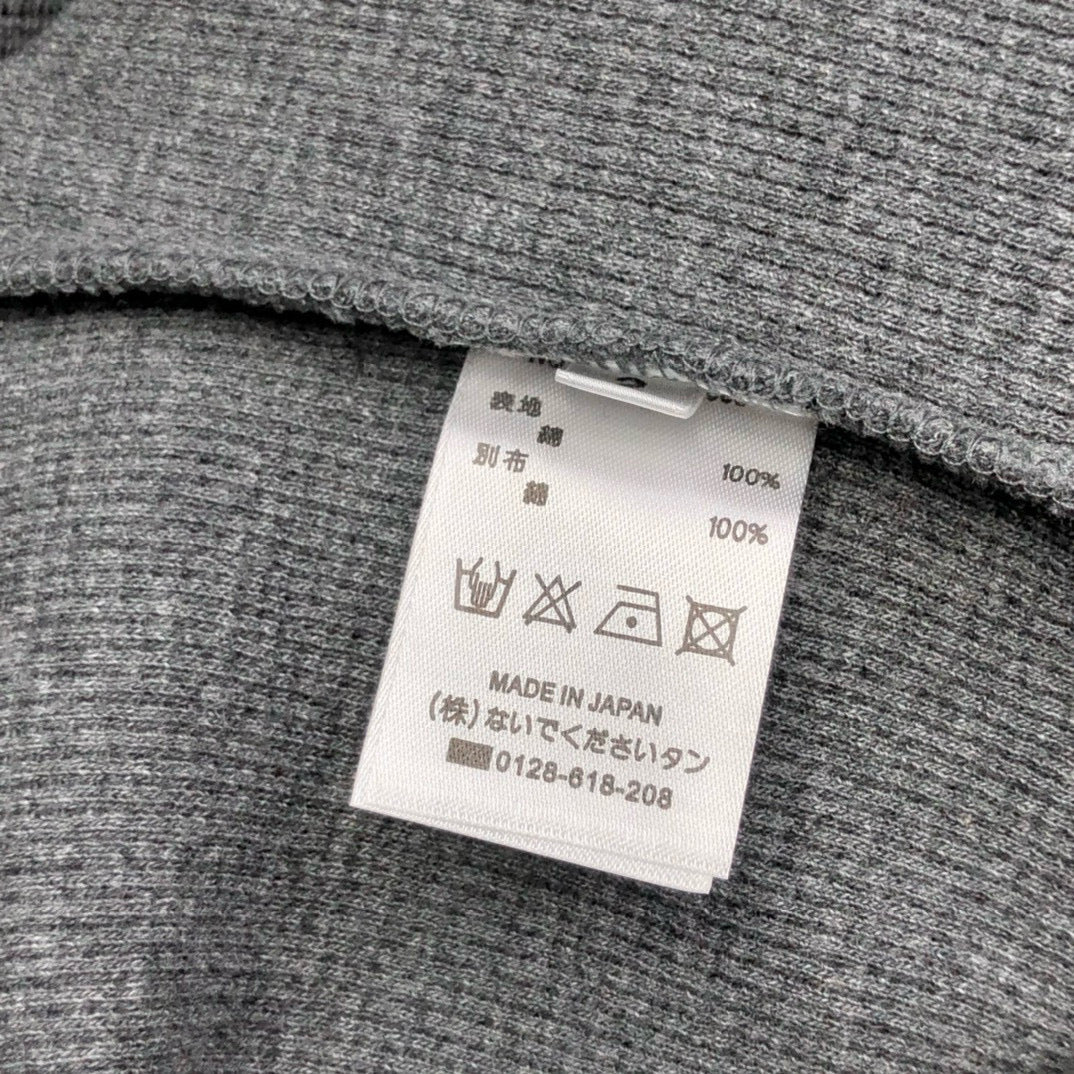 表地
綿 100%
別布
綿 100%
MADE IN JAPAN
(株)ないでくださいタン
0128-618-208